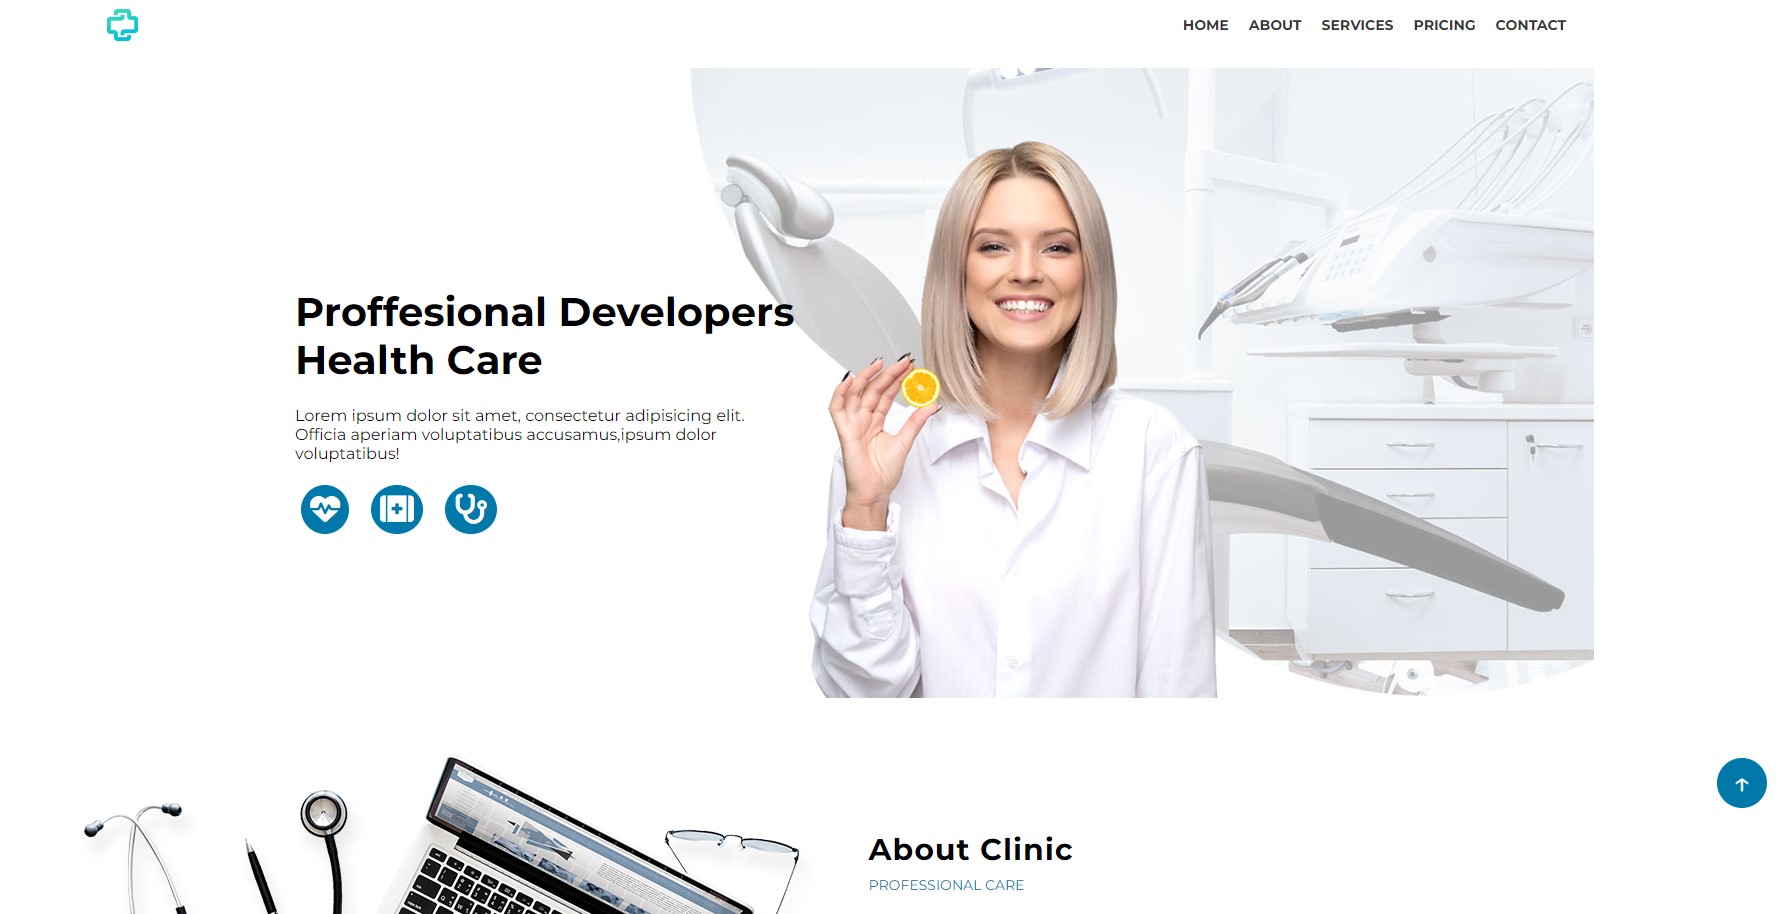 HOME ABOUT SERVICES PRICING CONTACT
Proffesional Developers
Health Care
Lorem ipsum dolor sit amet, consectetur adipisicing elit.
Officia aperiam voluptatibus accusamus,ipsum dolor
voluptatibus!
About Clinic
PROFESSIONAL CARE